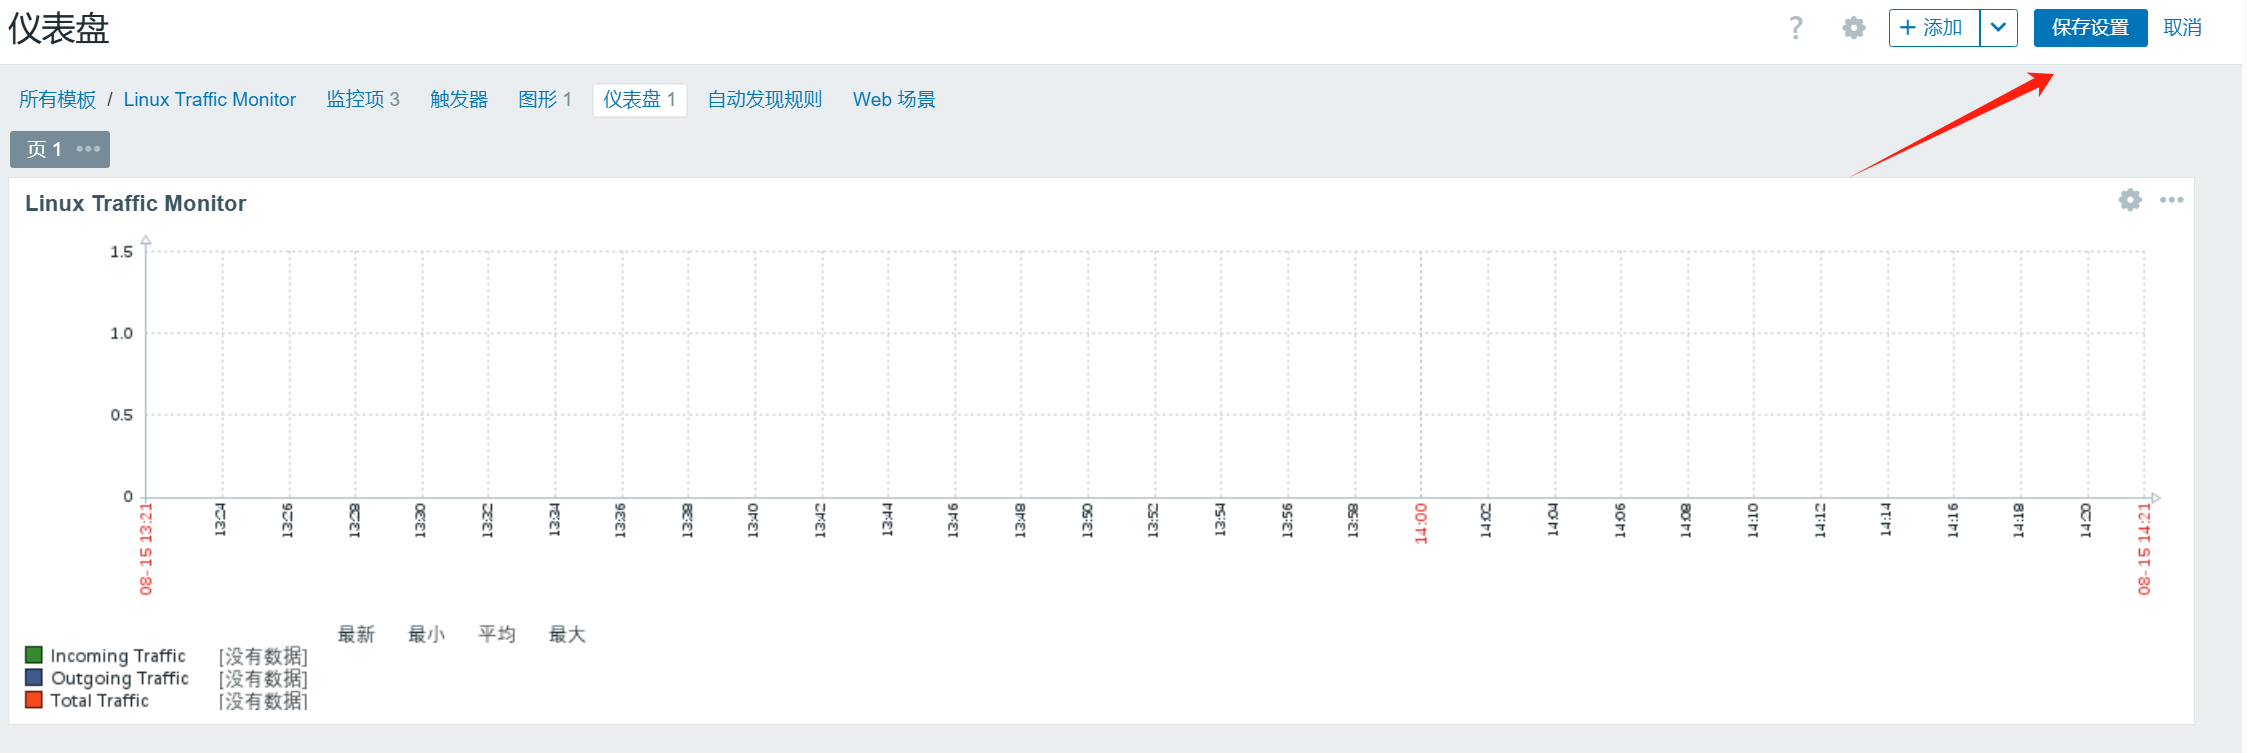 仪表盘
? + 添加 保存设置 取消
所有模板 / Linux Traffic Monitor 监控项 3 触发器 图形 1 仪表盘 1 自动发现规则 Web 场景
页 1
Linux Traffic Monitor
1.5
1.0
0.5
0
08-15 13:21 13:24 13:26 13:28 13:30 13:32 13:34 13:36 13:38 13:40 13:42 13:44 13:46 13:48 13:50 13:52 13:54 13:56 13:58 14:00 14:02 14:04 14:06 14:08 14:10 14:12 14:14 14:16 14:18 14:20 08-15 14:21
最新 最小 平均 最大
Incoming Traffic [没有数据]
Outgoing Traffic [没有数据]
Total Traffic [没有数据]